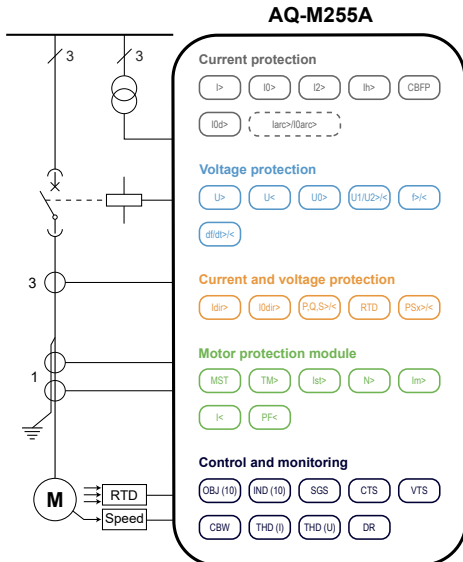 AQ-M255A
3
3
Current protection
I> I0> I2> Ih> CBFP
I0d> Iarc>/I0arc>
Voltage protection
U> U< U0> U1/U2>/< f>/<
df/dt>/<
3
Current and voltage protection
Idir> I0dir> P,Q,S>/< RTD PSx>/<
Motor protection module
1
MST TM> Ist> N> Im>
I< PF<
Control and monitoring
M
RTD
OBJ (10) IND (10) SGS CTS VTS
Speed
CBW THD (I) THD (U) DR